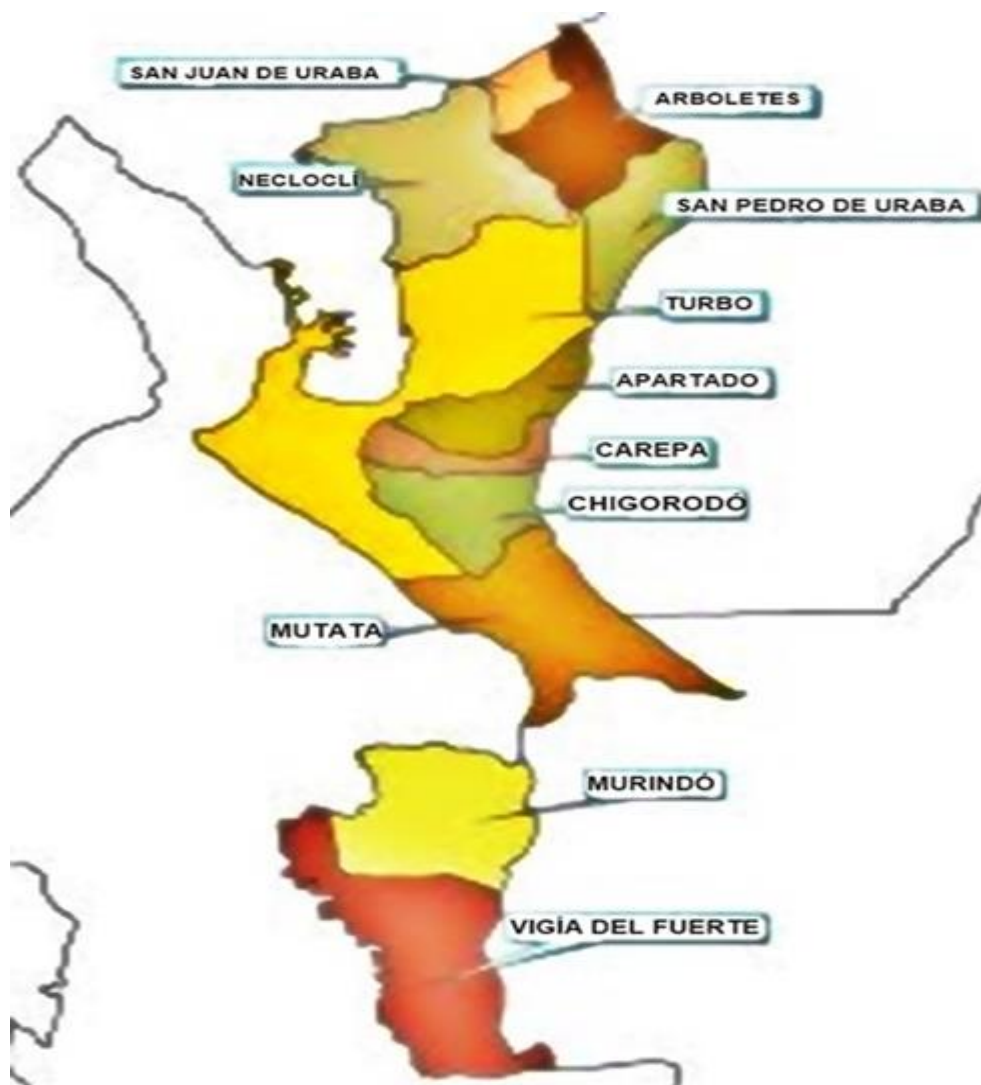 SAN JUAN DE URABA
ARBOLETES
NECLOCLÍ
SAN PEDRO DE URABA
TURBO
APARTADO
CAREPA
CHIGORODÓ
MUTATA
MURINDÓ
VIGÍA DEL FUERTE